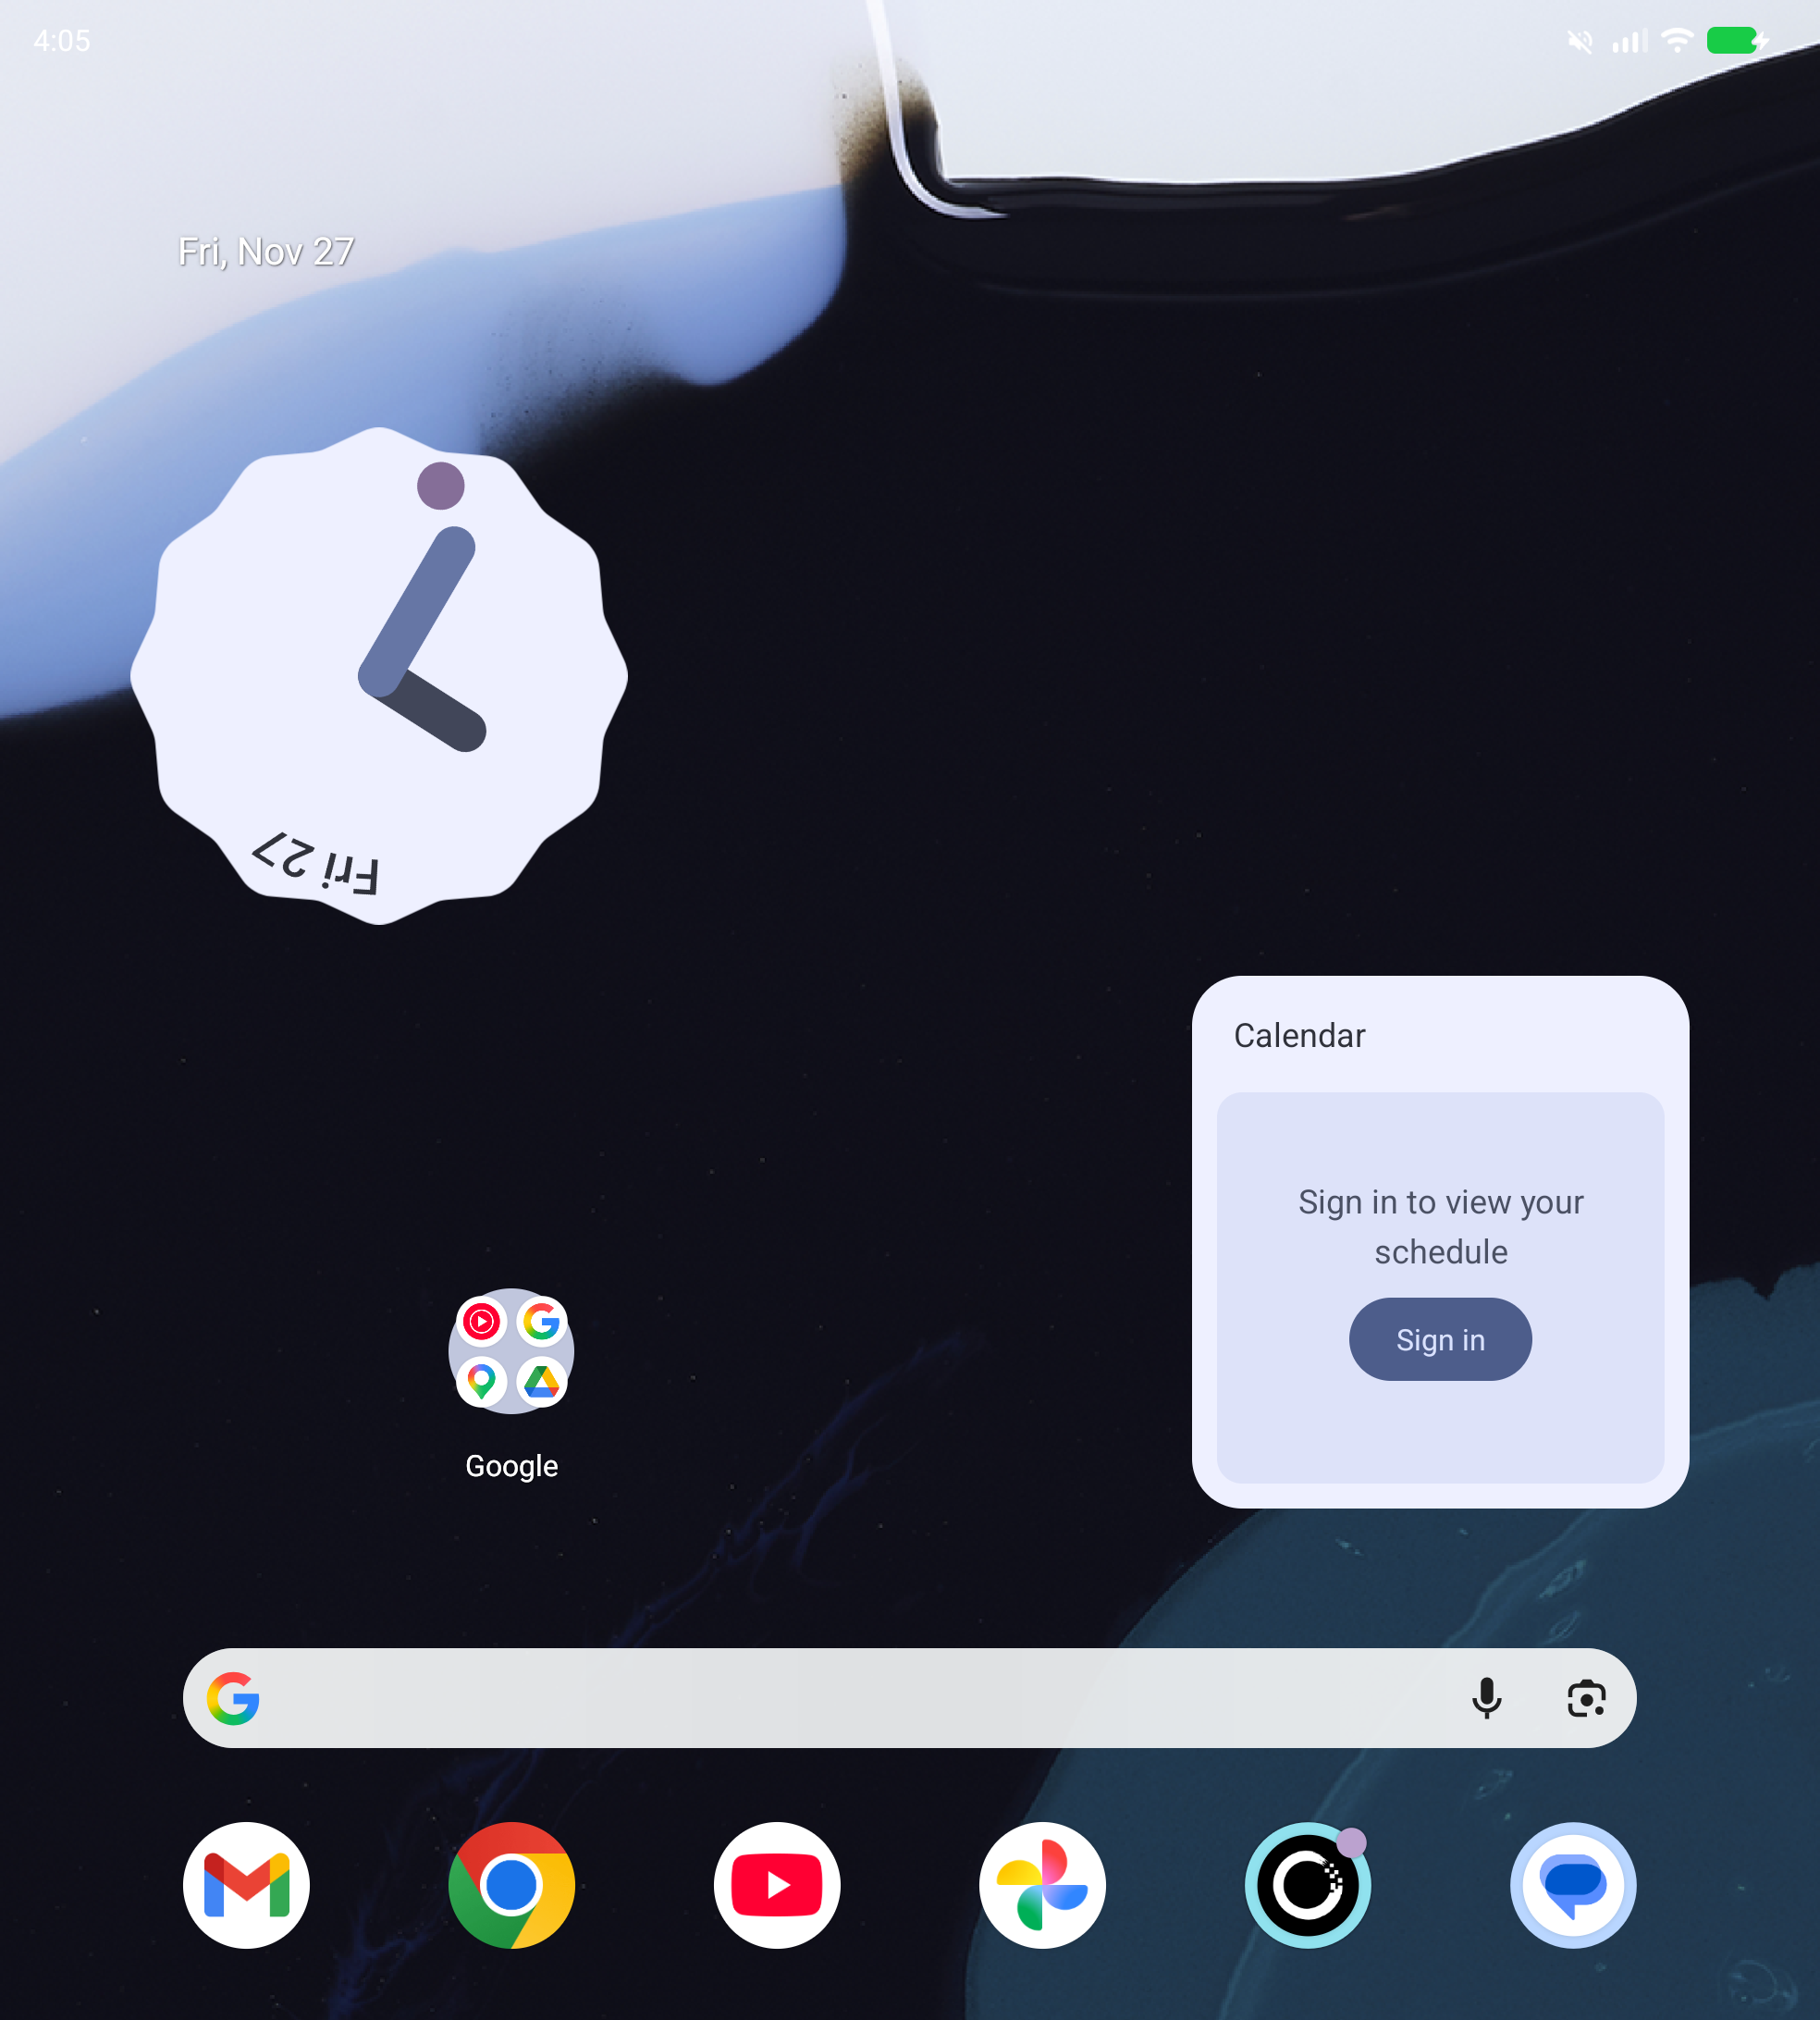 4:05
Fri, Nov 27
Fri 27
Calendar
Sign in to view your
schedule
Sign in
Google